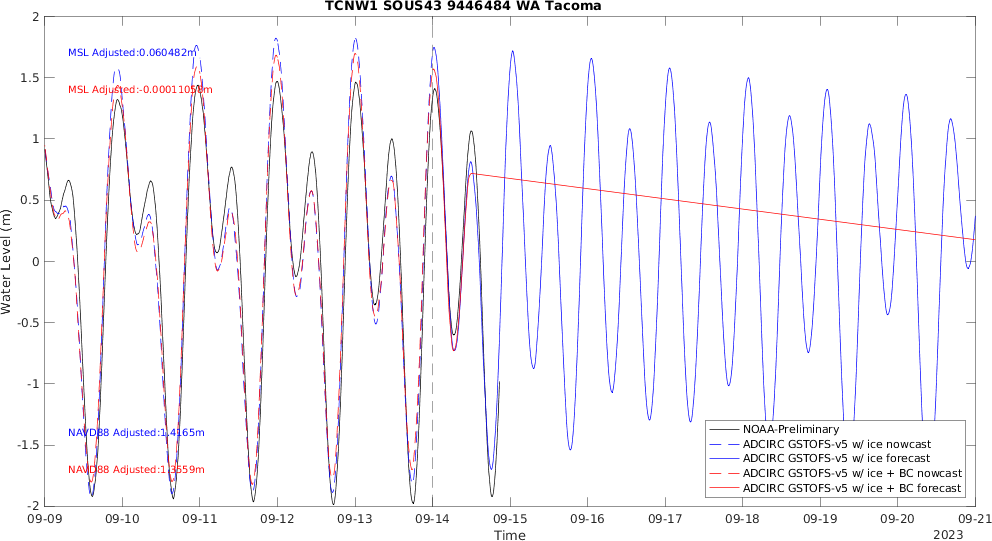 TCNW1 SOUS43 9446484 WA Tacoma
2
1.5
1
0.5
0
-0.5
-1
-1.5
-2
Water Level (m)
MSL Adjusted:0.060482m
MSL Adjusted:-0.00011053m
NAVD88 Adjusted:1.4165m
NAVD88 Adjusted:1.3559m
NOAA-Preliminary
ADCIRC GSTOFS-v5 w/ ice nowcast
ADCIRC GSTOFS-v5 w/ ice forecast
ADCIRC GSTOFS-v5 w/ ice + BC nowcast
ADCIRC GSTOFS-v5 w/ ice + BC forecast
09-09 09-10 09-11 09-12 09-13 09-14 09-15 09-16 09-17 09-18 09-19 09-20 09-21
Time
2023